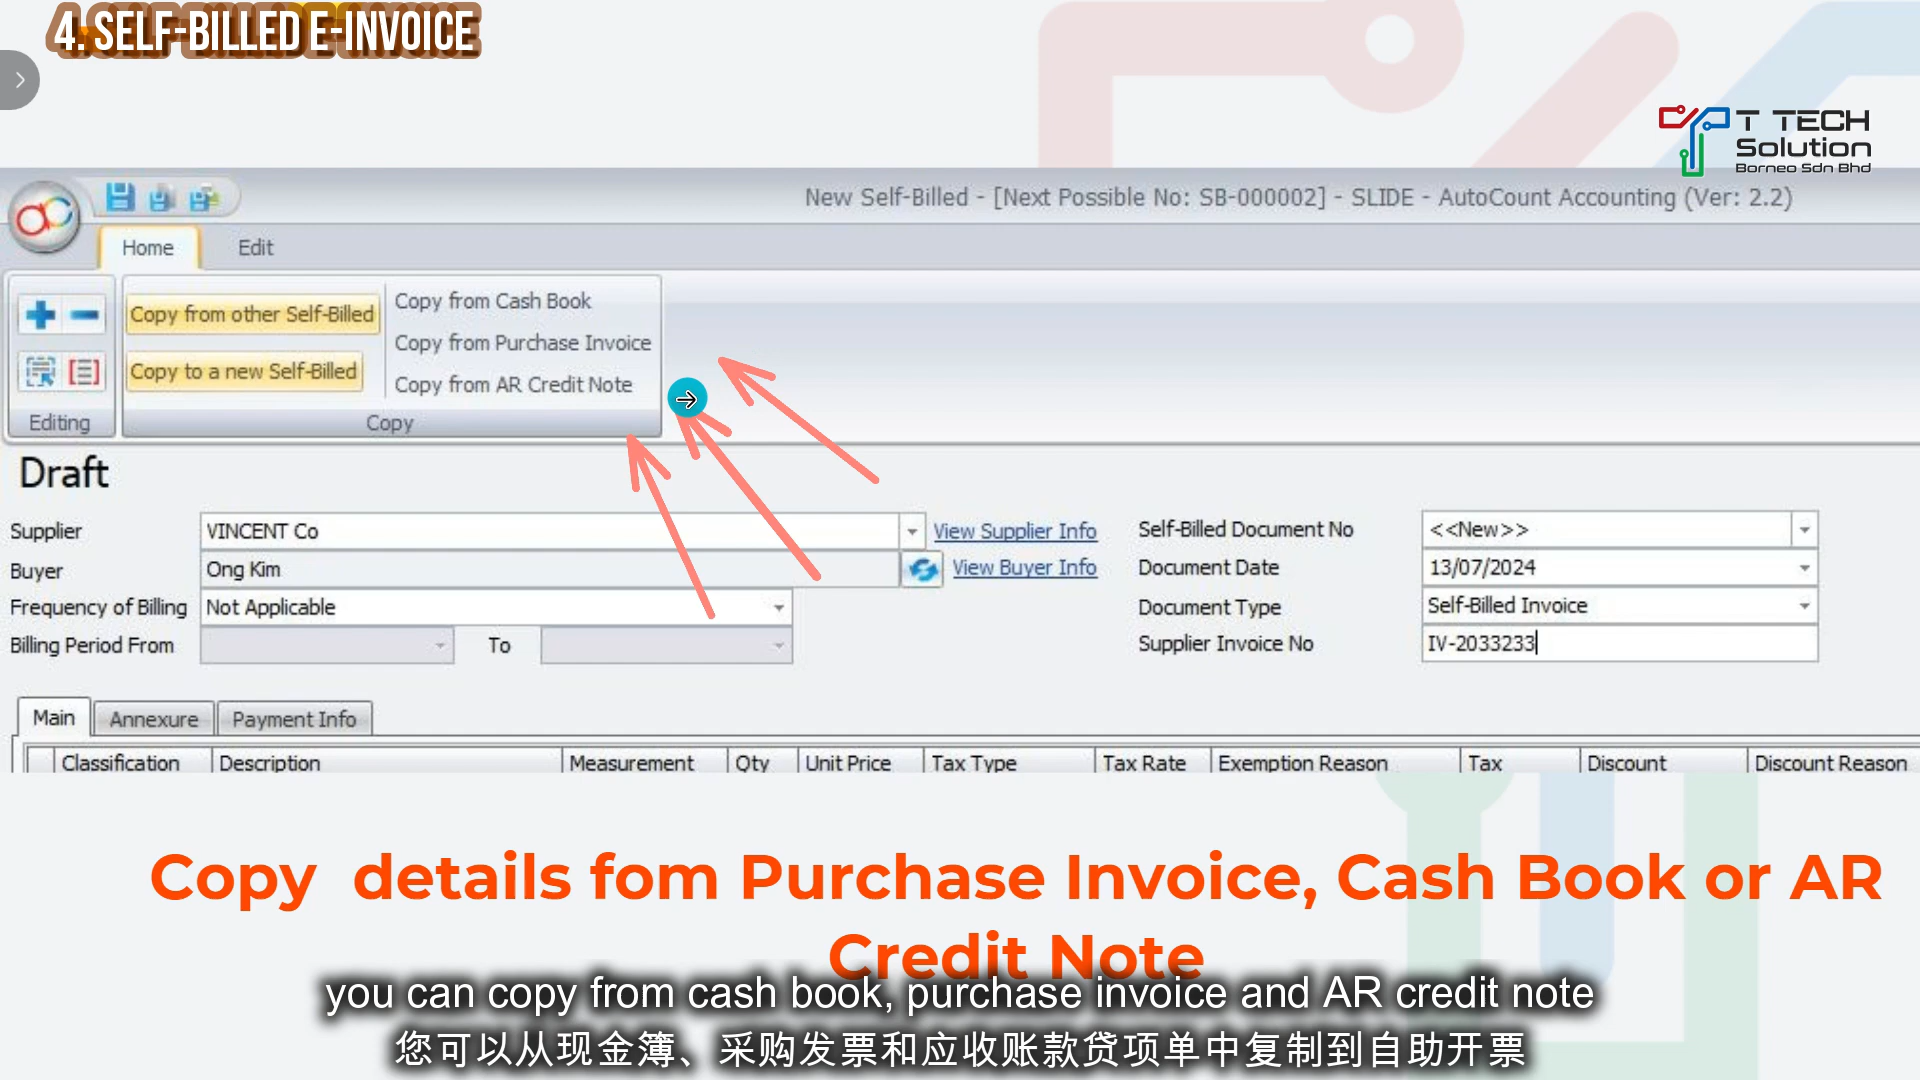 4. SELF-BILLED E-INVOICE
T TECH
Solution
Borneo Sdn Bhd
New Self-Billed - [Next Possible No: SB-000002] - SLIDE - AutoCount Accounting (Ver: 2.2)
Home Edit
Copy from other Self-Billed
Copy to a new Self-Billed
Copy from Cash Book
Copy from Purchase Invoice
Copy from AR Credit Note
Editing Copy
Draft
Supplier VINCENT Co View Supplier Info Self-Billed Document No <<New>>
Buyer Ong Kim View Buyer Info Document Date 13/07/2024
Frequency of Billing Not Applicable Document Type Self-Billed Invoice
Billing Period From To Supplier Invoice No IV-2033233
Main Annexure Payment Info
Classification Description Measurement Qty Unit Price Tax Type Tax Rate Exemption Reason Tax Discount Discount Reason
Copy details fom Purchase Invoice, Cash Book or AR
Credit Note
you can copy from cash book, purchase invoice and AR credit note
您可以从现金簿、采购发票和应收账款贷项单中复制到自助开票